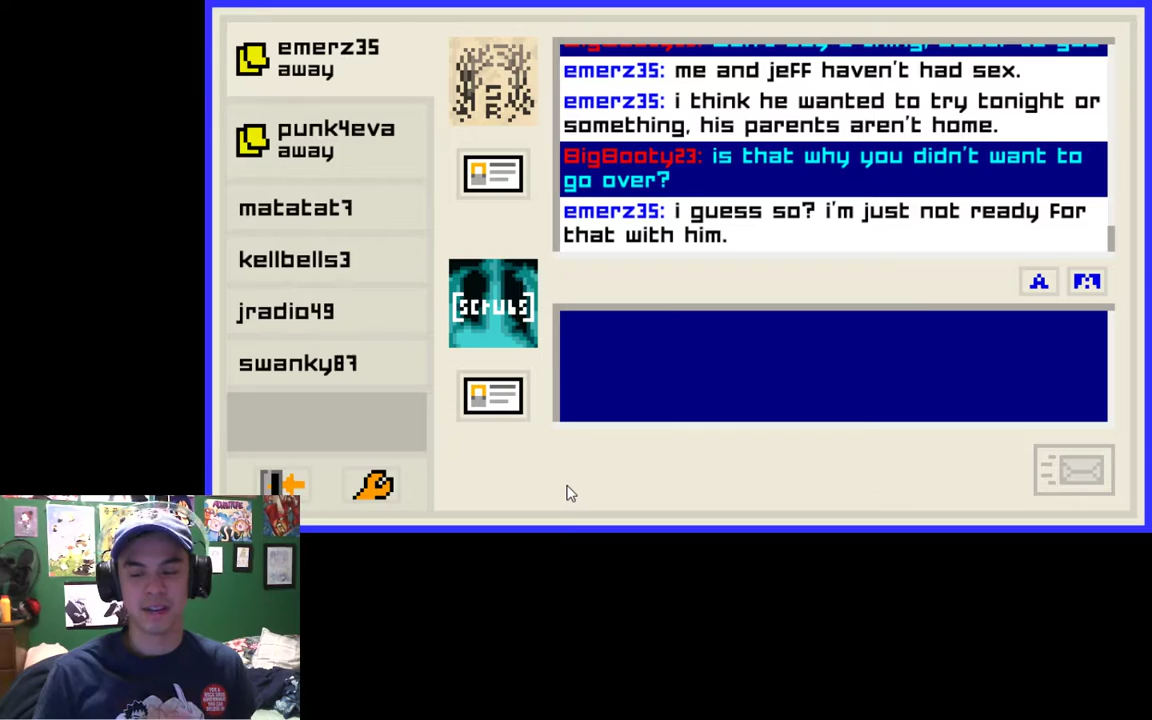 emerz35
away
punk4eva
away
matatat7
kellbells3
jradio49
swanky87
[scrubs]
emerz35: me and jeff haven't had sex.
emerz35: i think he wanted to try tonight or
something, his parents aren't home.
BigBooty23: is that why you didn't want to
go over?
emerz35: i guess so? i'm just not ready for
that with him.
A